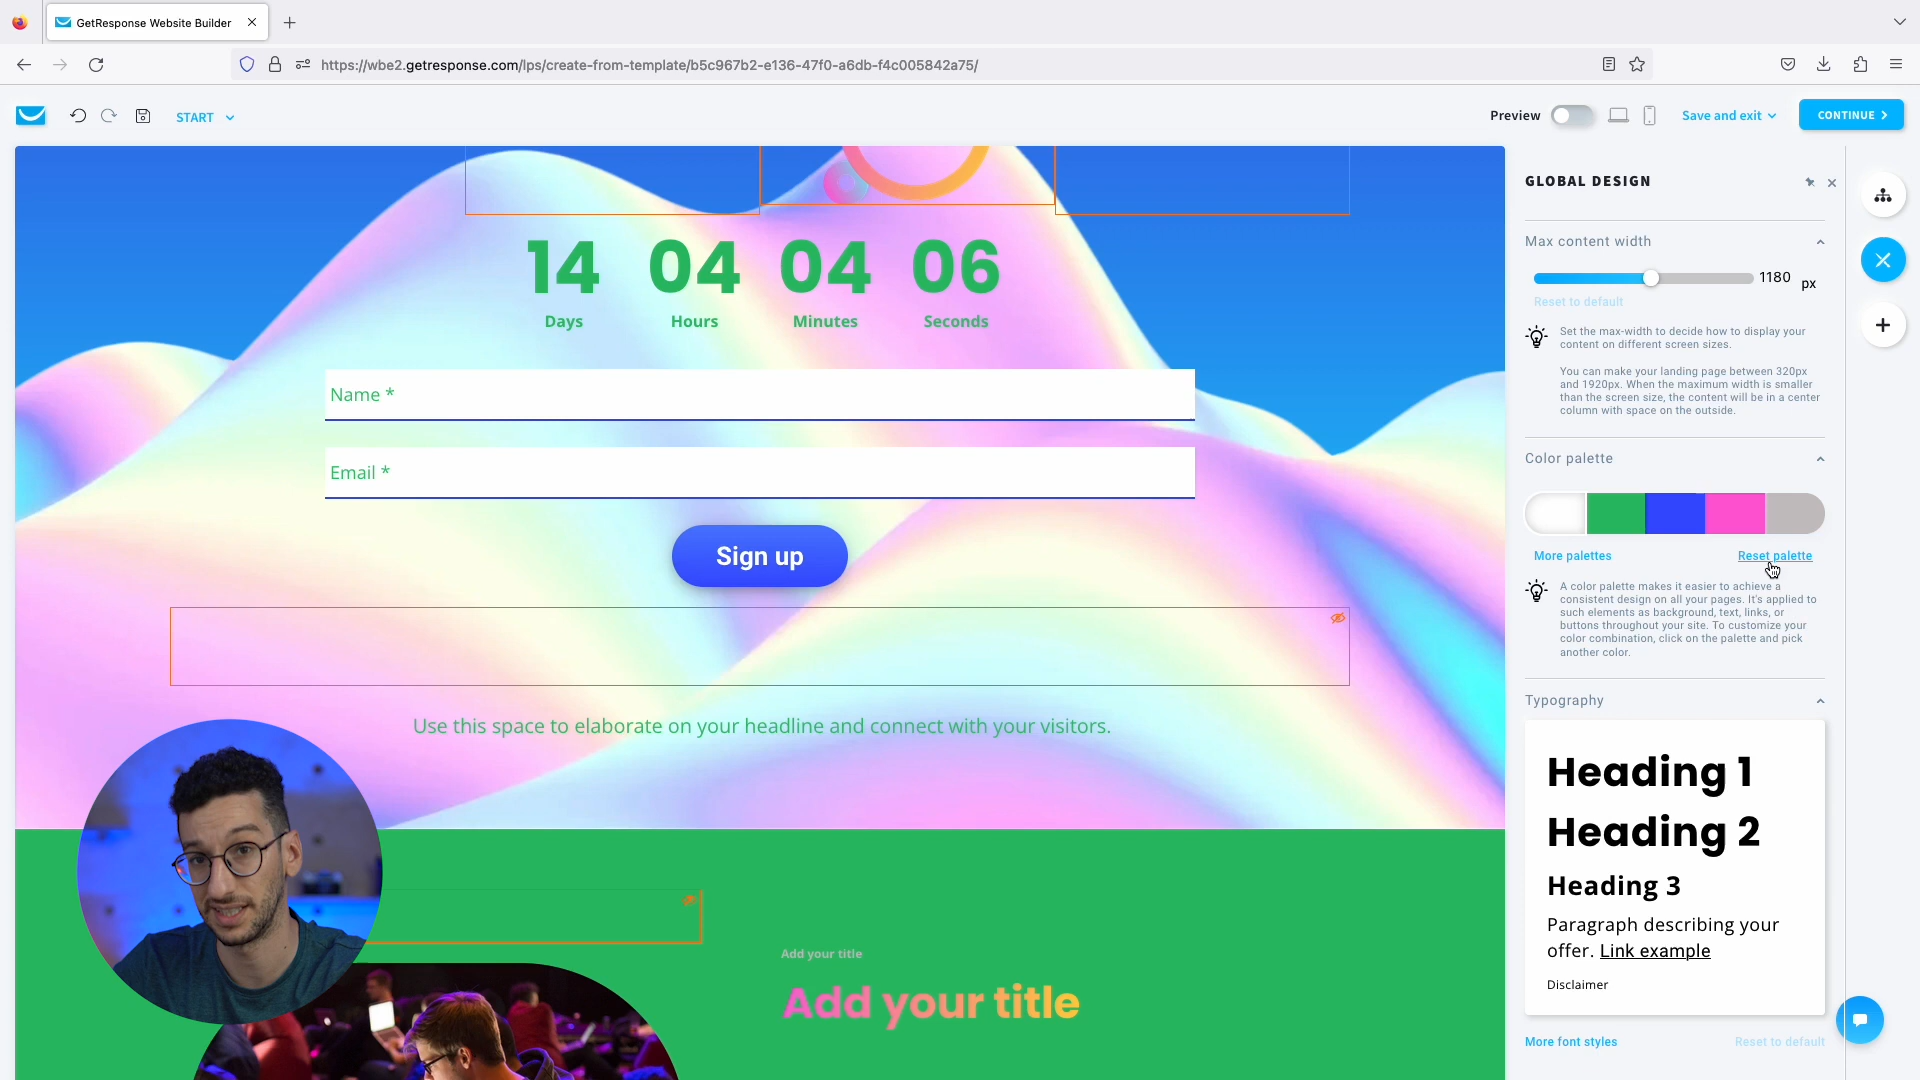 GetResponse Website Builder
https://wbe2.getresponse.com/lps/create-from-template/b5c967b2-e136-47f0-a6db-f4c005842a75/
START
Preview
Save and exit
CONTINUE
14 04 04 06
Days Hours Minutes Seconds
Name *
Email *
Sign up
Use this space to elaborate on your headline and connect with your visitors.
Add your title
Add your title
GLOBAL DESIGN
Max content width
1180 px
Reset to default
Set the max-width to decide how to display your
content on different screen sizes.
You can make your landing page between 320px
and 1920px. When the maximum width is smaller
than the screen size, the content will be in a center
column with space on the outside.
Color palette
More palettes
Reset palette
A color palette makes it easier to achieve a
consistent design on all your pages. It's applied to
such elements as background, text, links, or
buttons throughout your site. To customize your
color combination, click on the palette and pick
another color.
Typography
Heading 1
Heading 2
Heading 3
Paragraph describing your
offer. Link example
Disclaimer
More font styles
Reset to default